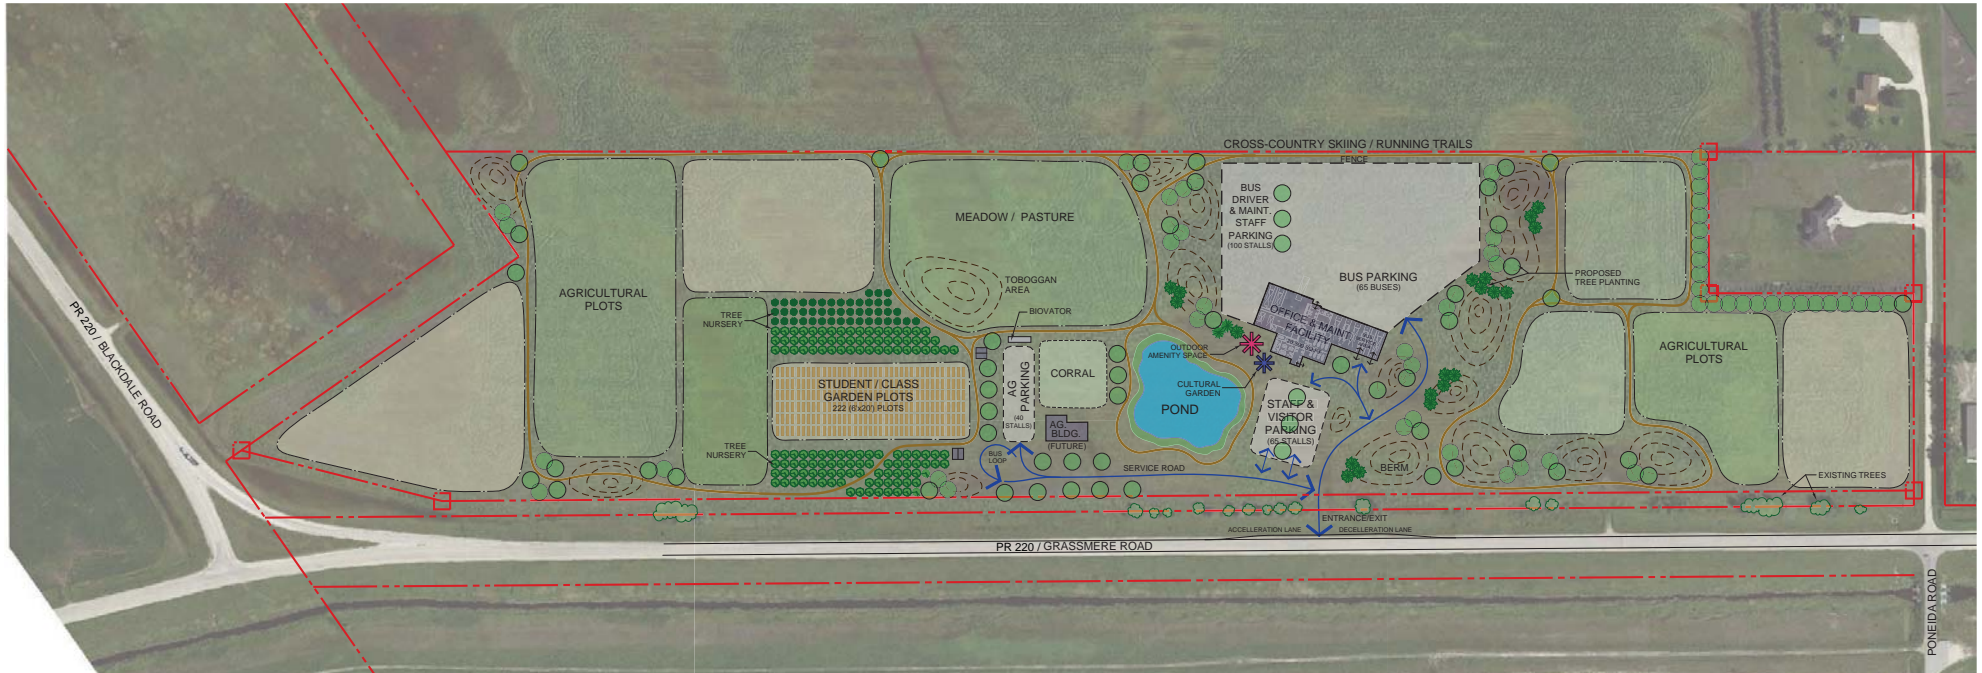 CROSS-COUNTRY SKIING / RUNNING TRAILS
FENCE
BUS
DRIVER
& MAINT.
STAFF
PARKING
(100 STALLS)
MEADOW / PASTURE
BUS PARKING
(65 BUSES)
PROPOSED
TREE PLANTING
TOBOGGAN
AREA
AGRICULTURAL
PLOTS
TREE
NURSERY
BIOVATOR
OFFICE & MAINT.
FACILITY
OUTDOOR
AMENITY SPACE
AGRICULTURAL
PLOTS
PR 220 / BLACKDALE ROAD
STUDENT / CLASS
GARDEN PLOTS
222 (6'x20') PLOTS
AG
PARKING
(40
STALLS)
CORRAL
CULTURAL
GARDEN
POND
STAFF &
VISITOR
PARKING
(65 STALLS)
AG.
BLDG.
(FUTURE)
TREE
NURSERY
BUS
LOOP
SERVICE ROAD
BERM
EXISTING TREES
ENTRANCE/EXIT
ACCELLERATION LANE
DECELLERATION LANE
PR 220 / GRASSMERE ROAD
PONEIDA ROAD